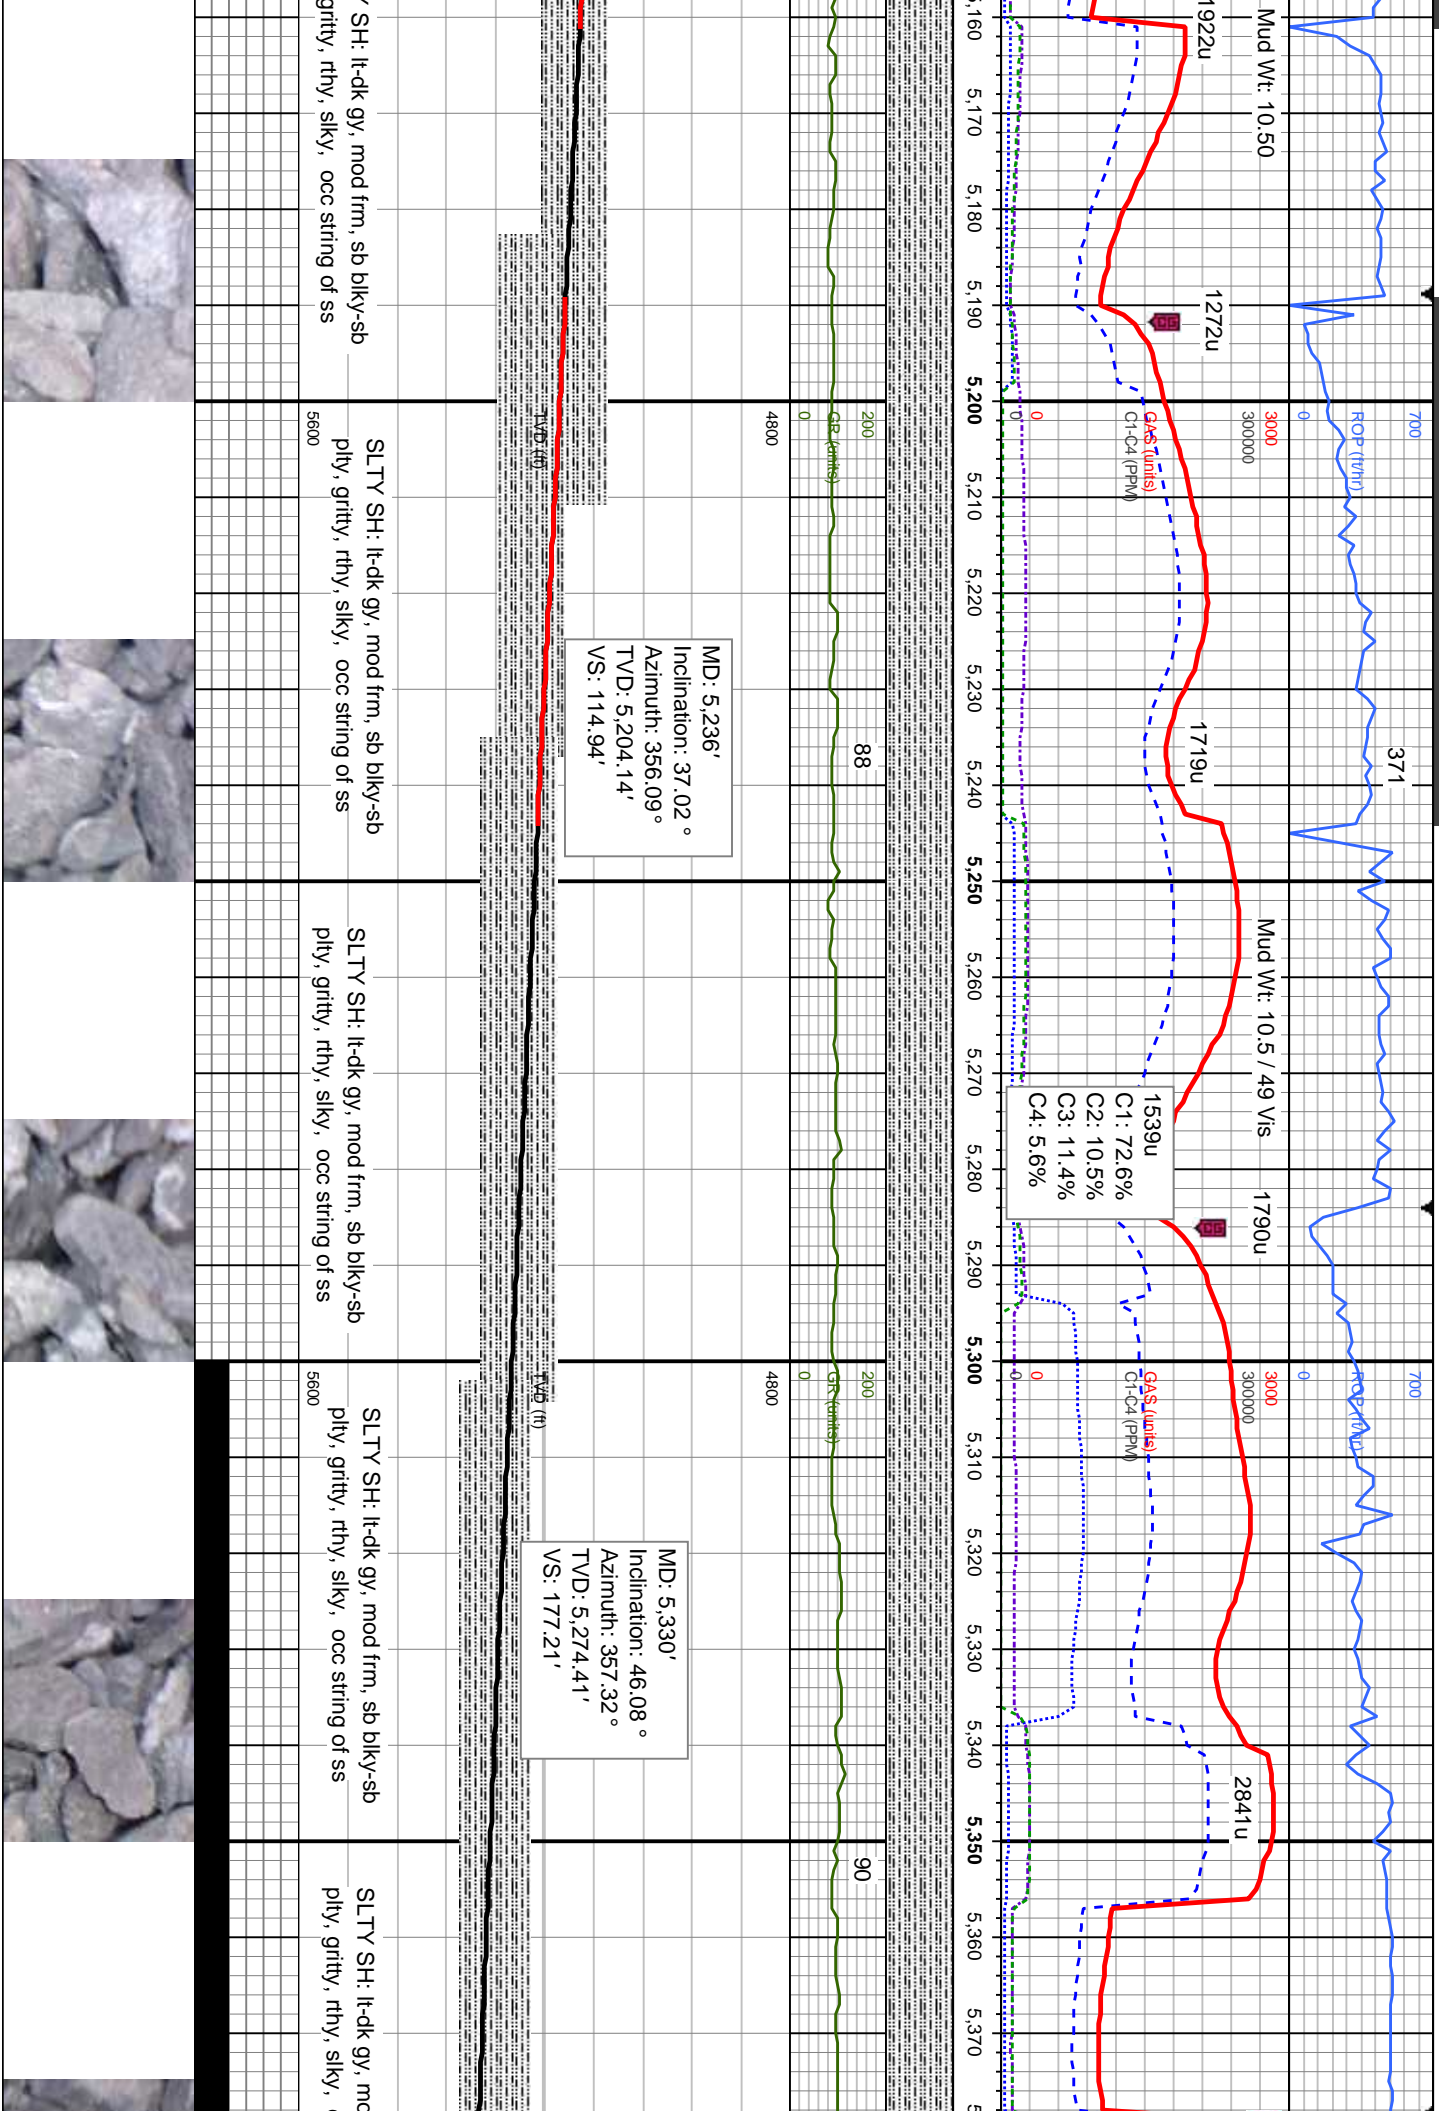 700
ROP (ft/hr)
0
3000
30000
GAS (units)
C1-C4 (PPM)
0
0
700
ROP (ft/hr)
0
3000
30000
GAS (units)
C1-C4 (PPM)
0
0
371
Mud Wt: 10.50
Mud Wt: 10.5 / 49 Vis
1922u
1272u
1719u
1790u
2841u
CG
CG
1539u
C1: 72.6%
C2: 10.5%
C3: 11.4%
C4: 5.6%
5,160
5,170
5,180
5,190
5,200
5,210
5,220
5,230
5,240
5,250
5,260
5,270
5,280
5,290
5,300
5,310
5,320
5,330
5,340
5,350
5,360
5,370
200
GR (units)
0
88
200
GR (units)
0
90
4800
TVD (ft)
5600
4800
TVD (ft)
5600
MD: 5,236'
Inclination: 37.02 °
Azimuth: 356.09 °
TVD: 5,204.14'
VS: 114.94'
MD: 5,330'
Inclination: 46.08 °
Azimuth: 357.32 °
TVD: 5,274.41'
VS: 177.21'
SH: lt-dk gy, mod frm, sb blky-sb
gritty, rthy, slky, occ string of ss
SLTY SH: lt-dk gy, mod frm, sb blky-sb
plty, gritty, rthy, slky, occ string of ss
SLTY SH: lt-dk gy, mod frm, sb blky-sb
plty, gritty, rthy, slky, occ string of ss
SLTY SH: lt-dk gy, mod frm, sb blky-sb
plty, gritty, rthy, slky, occ string of ss
SLTY SH: lt-dk gy, mo
plty, gritty, rthy, slky,